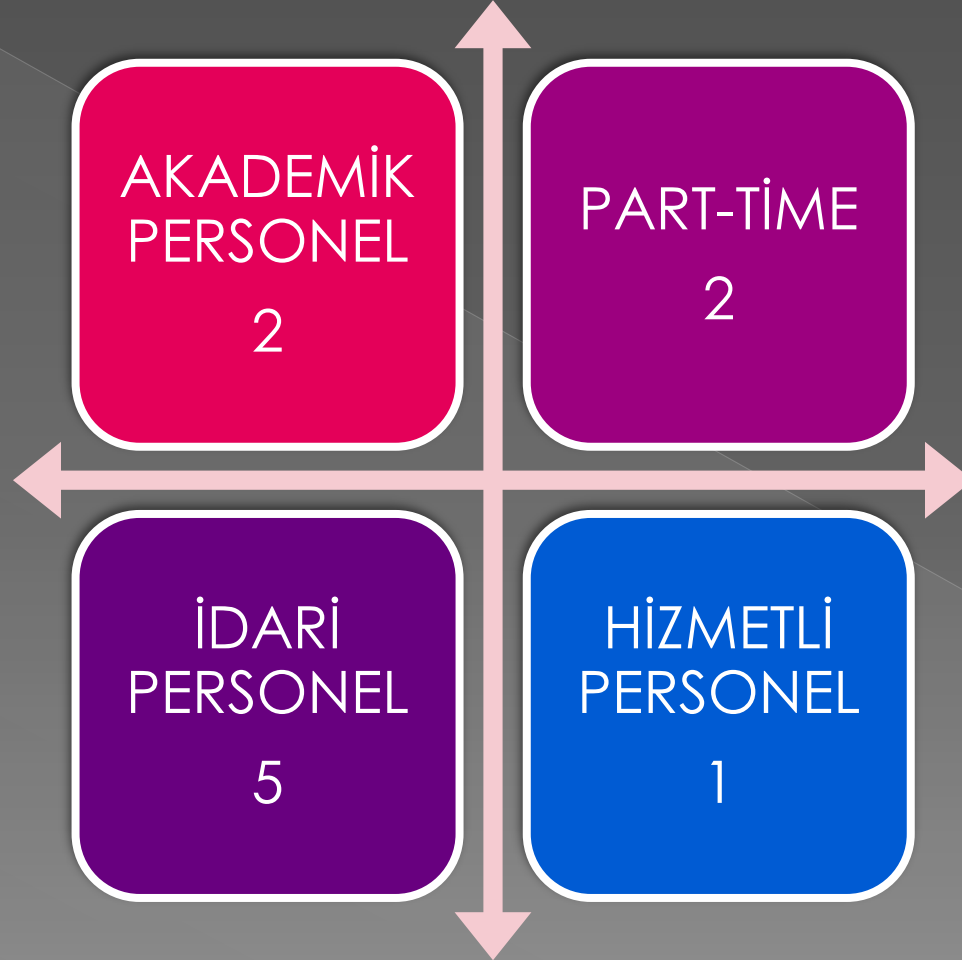 AKADEMİK
PERSONEL
2
PART-TİME
2
İDARİ
PERSONEL
5
HİZMETLİ
PERSONEL
1